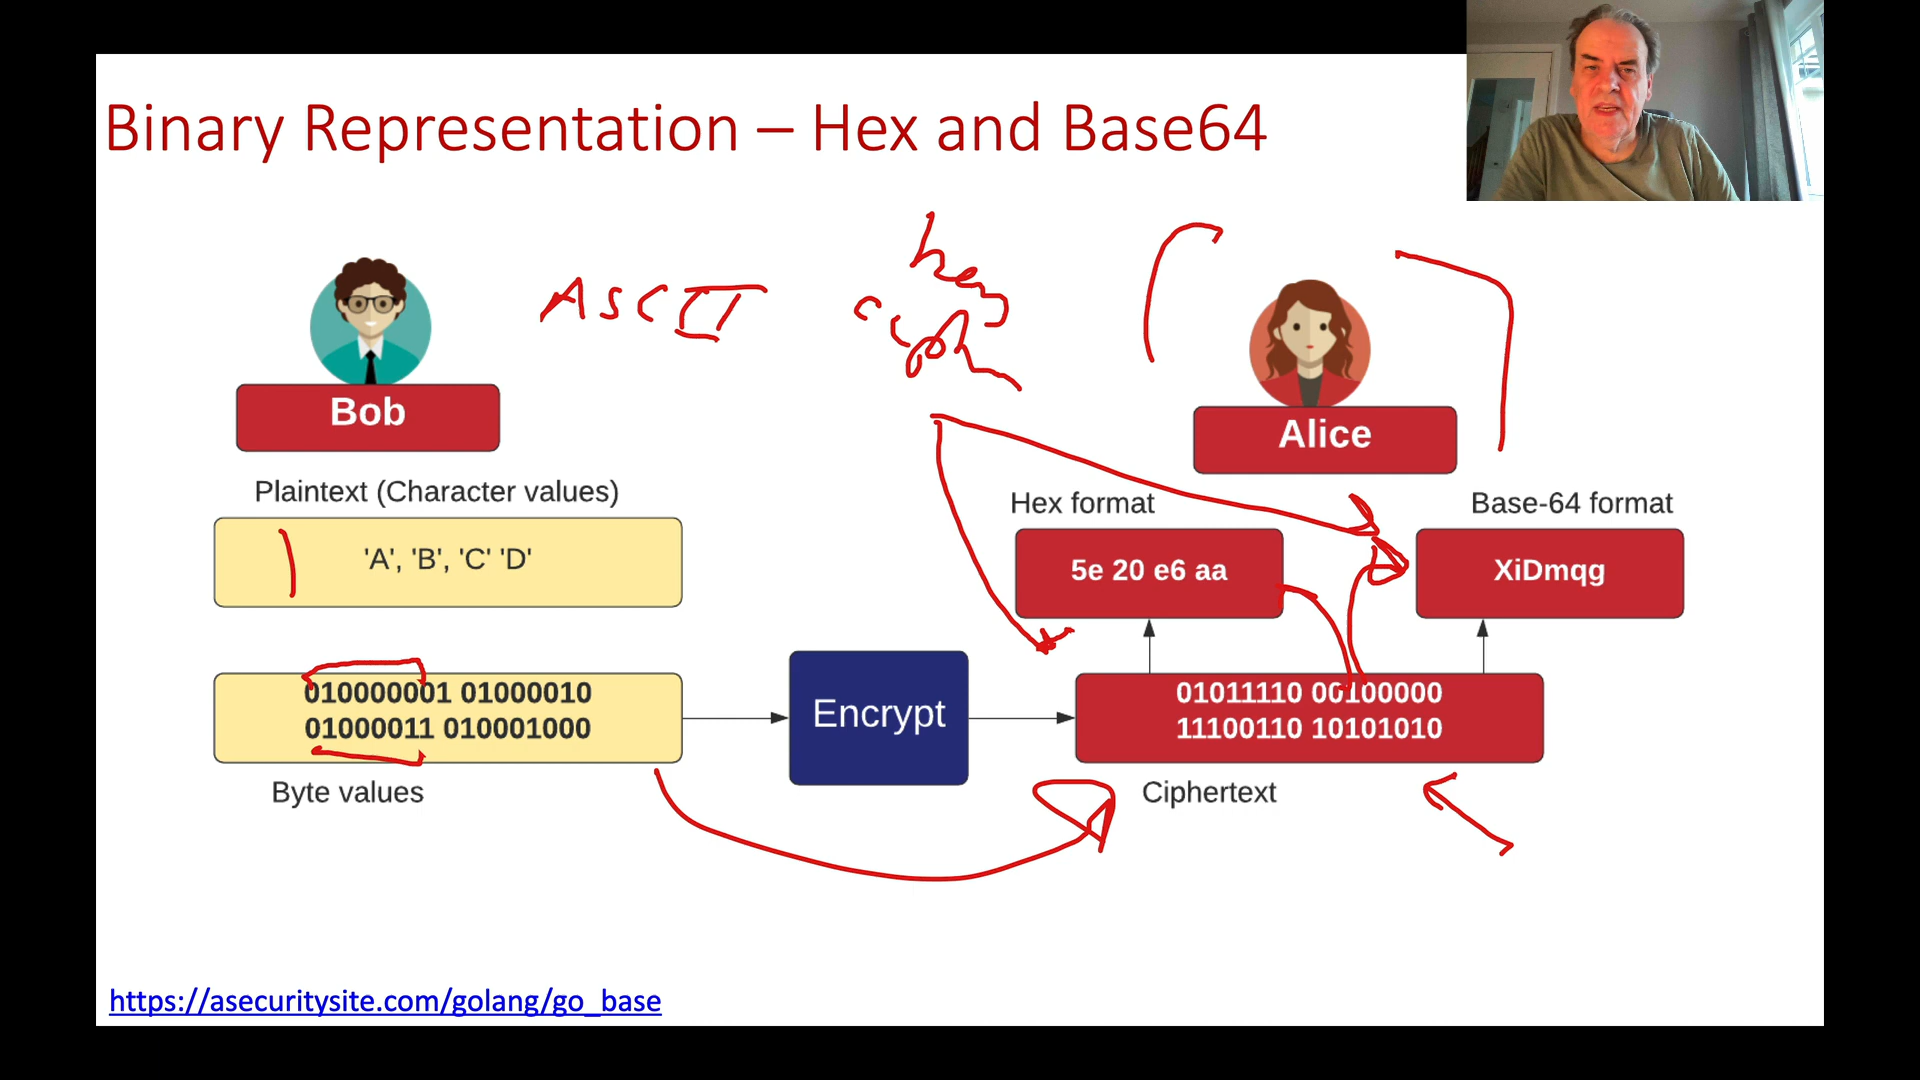 Binary Representation – Hex and Base64
ASCII
hex
Bob
Alice
Plaintext (Character values)
Hex format
Base-64 format
'A', 'B', 'C' 'D'
5e 20 e6 aa
XiDmqg
010000001 01000010
01000011 010001000
Encrypt
01011110 00100000
11100110 10101010
Byte values
Ciphertext
https://asecuritysite.com/golang/go_base